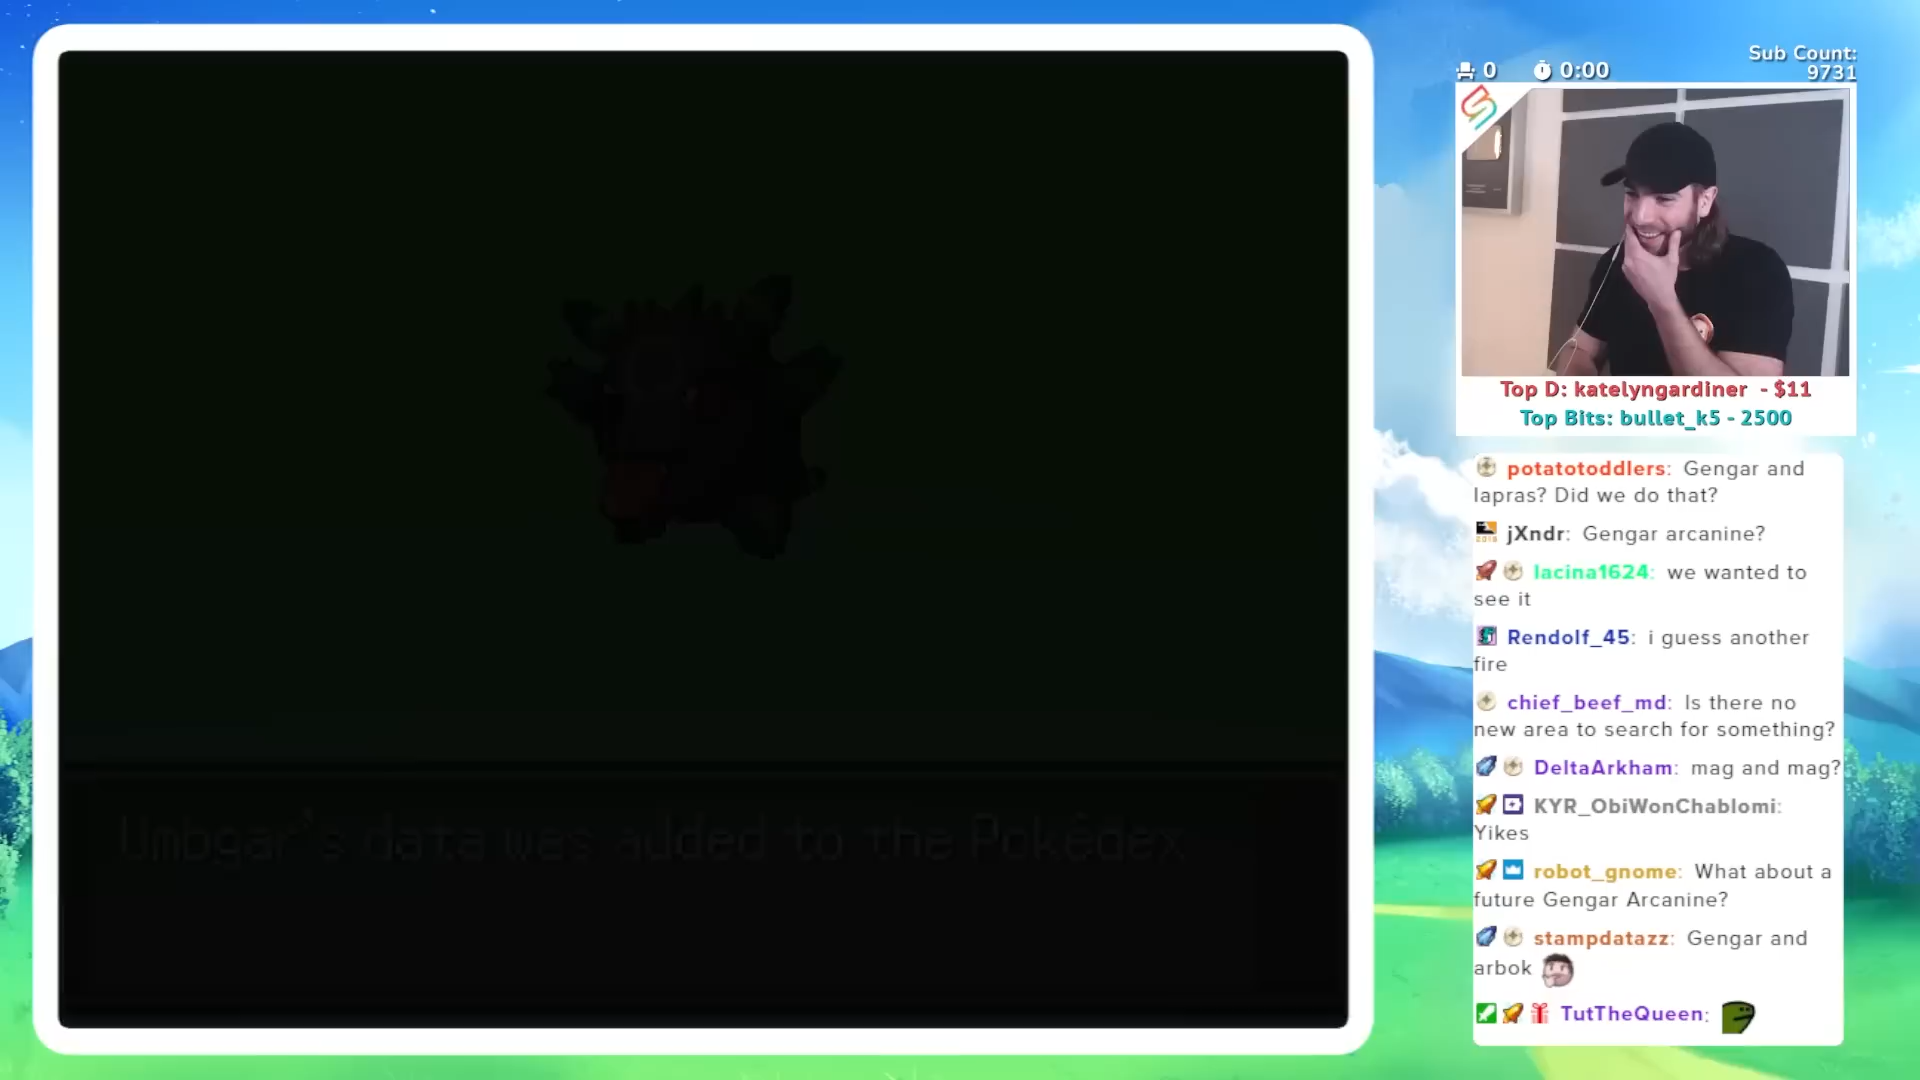 Umbgar's data was added to the Pokédex
0
0:00
Sub Count:
9731
Top D: katelyngardiner - $11
Top Bits: bullet_k5 - 2500
potatotoddlers: Gengar and
lapras? Did we do that?
jXndr: Gengar arcanine?
lacina1624: we wanted to
see it
Rendolf_45: i guess another
fire
chief_beef_md: Is there no
new area to search for something?
DeltaArkham: mag and mag?
KYR_ObiWonChablomi:
Yikes
robot_gnome: What about a
future Gengar Arcanine?
stampdatazz: Gengar and
arbok
TutTheQueen: